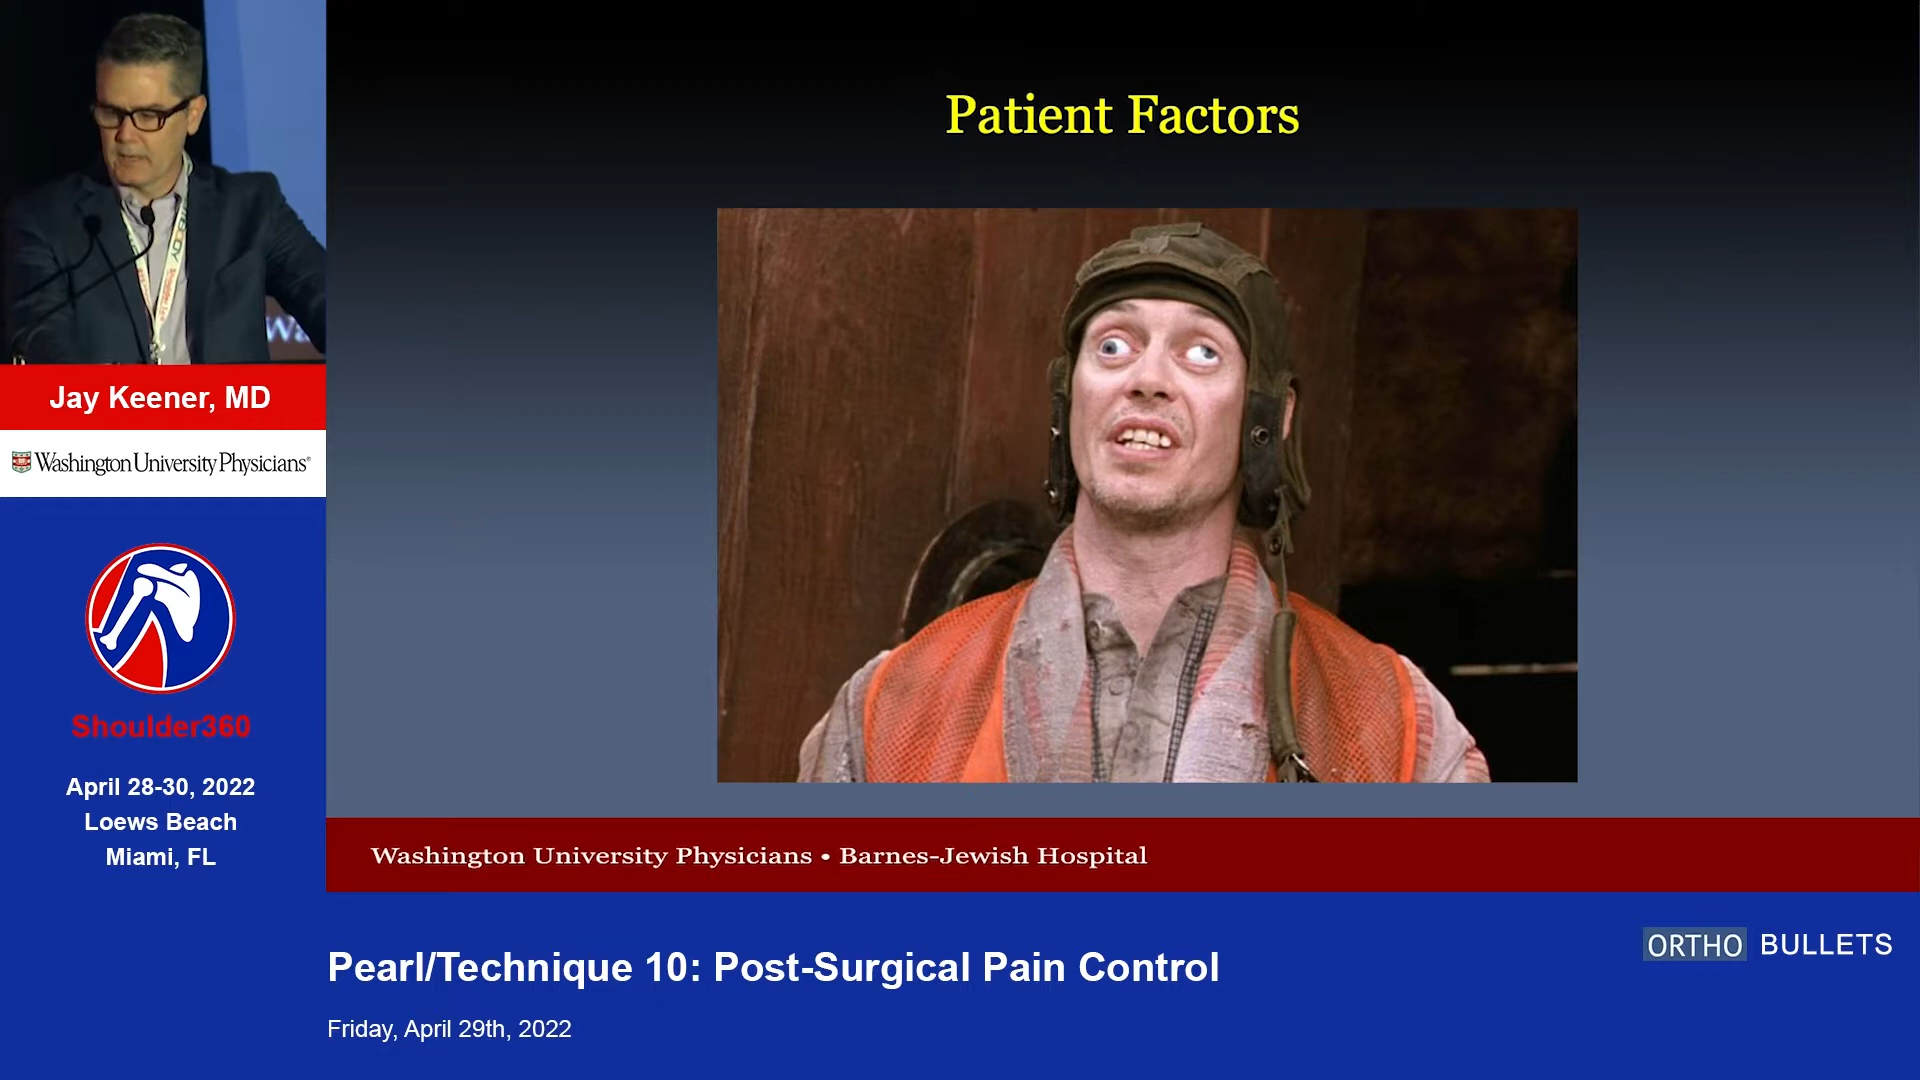 Patient Factors
Jay Keener, MD
Washington University Physicians®
Shoulder360
April 28-30, 2022
Loews Beach
Miami, FL
Washington University Physicians • Barnes-Jewish Hospital
ORTHO BULLETS
Pearl/Technique 10: Post-Surgical Pain Control
Friday, April 29th, 2022